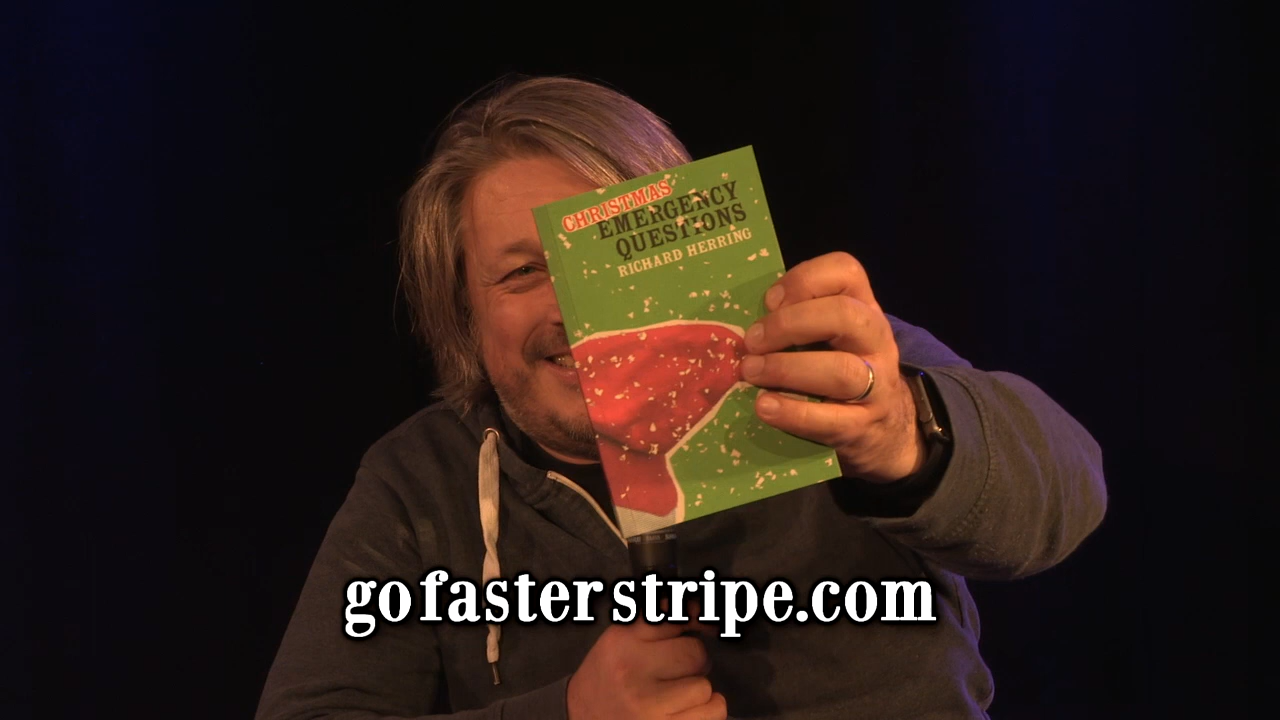 CHRISTMAS
EMERGENCY
QUESTIONS
RICHARD HERRING
gofasterstripe.com